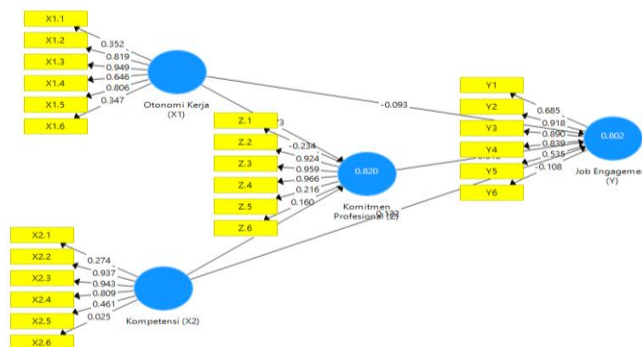 X1.1
X1.2
X1.3
X1.4
X1.5
X1.6
0.352
0.819
0.949
0.646
0.806
0.347
Otonomi Kerja
(X1)
-0.093
Z.1
Z.2
Z.3
Z.4
Z.5
Z.6
-0.234
0.924
0.959
0.966
0.216
0.160
0.820
Komitmen
Profesional (Z)
Y1
Y2
Y3
Y4
Y5
Y6
0.685
0.918
0.890
0.839
0.535
-0.108
0.802
Job Engagemen
(Y)
X2.1
X2.2
X2.3
X2.4
X2.5
X2.6
0.274
0.937
0.943
0.809
0.461
0.025
Kompetensi (X2)